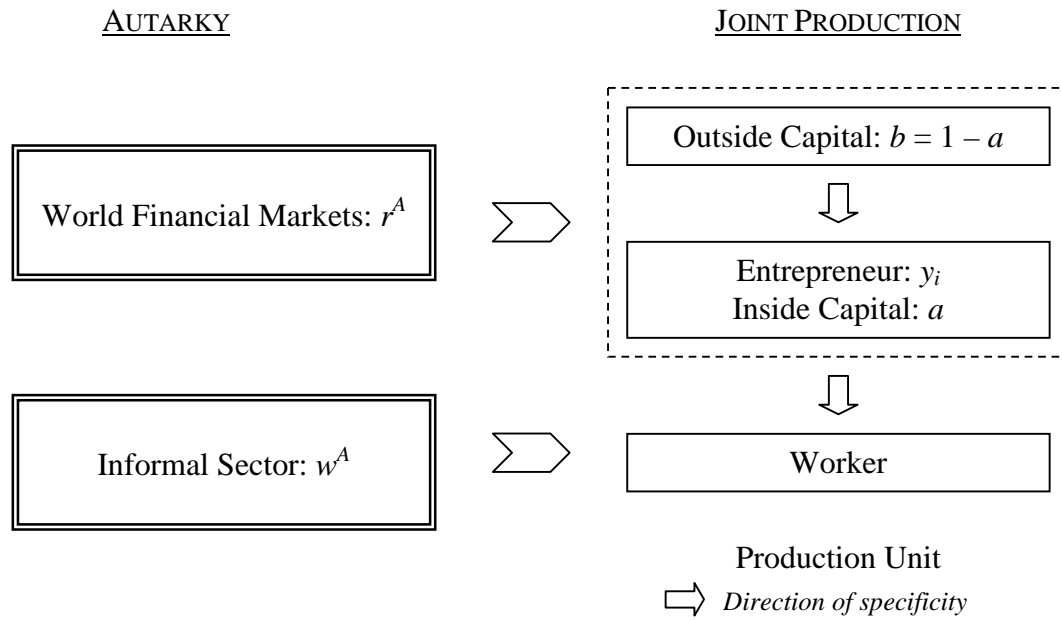 AUTARKY
JOINT PRODUCTION
World Financial Markets: r^A
Outside Capital: b = 1 – a
Entrepreneur: y_i
Inside Capital: a
Informal Sector: w^A
Worker
Production Unit
Direction of specificity